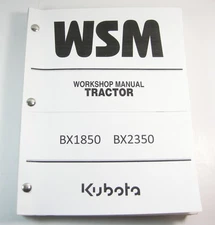 WSM
WORKSHOP MANUAL
TRACTOR
BX1850 BX2350
Kubota